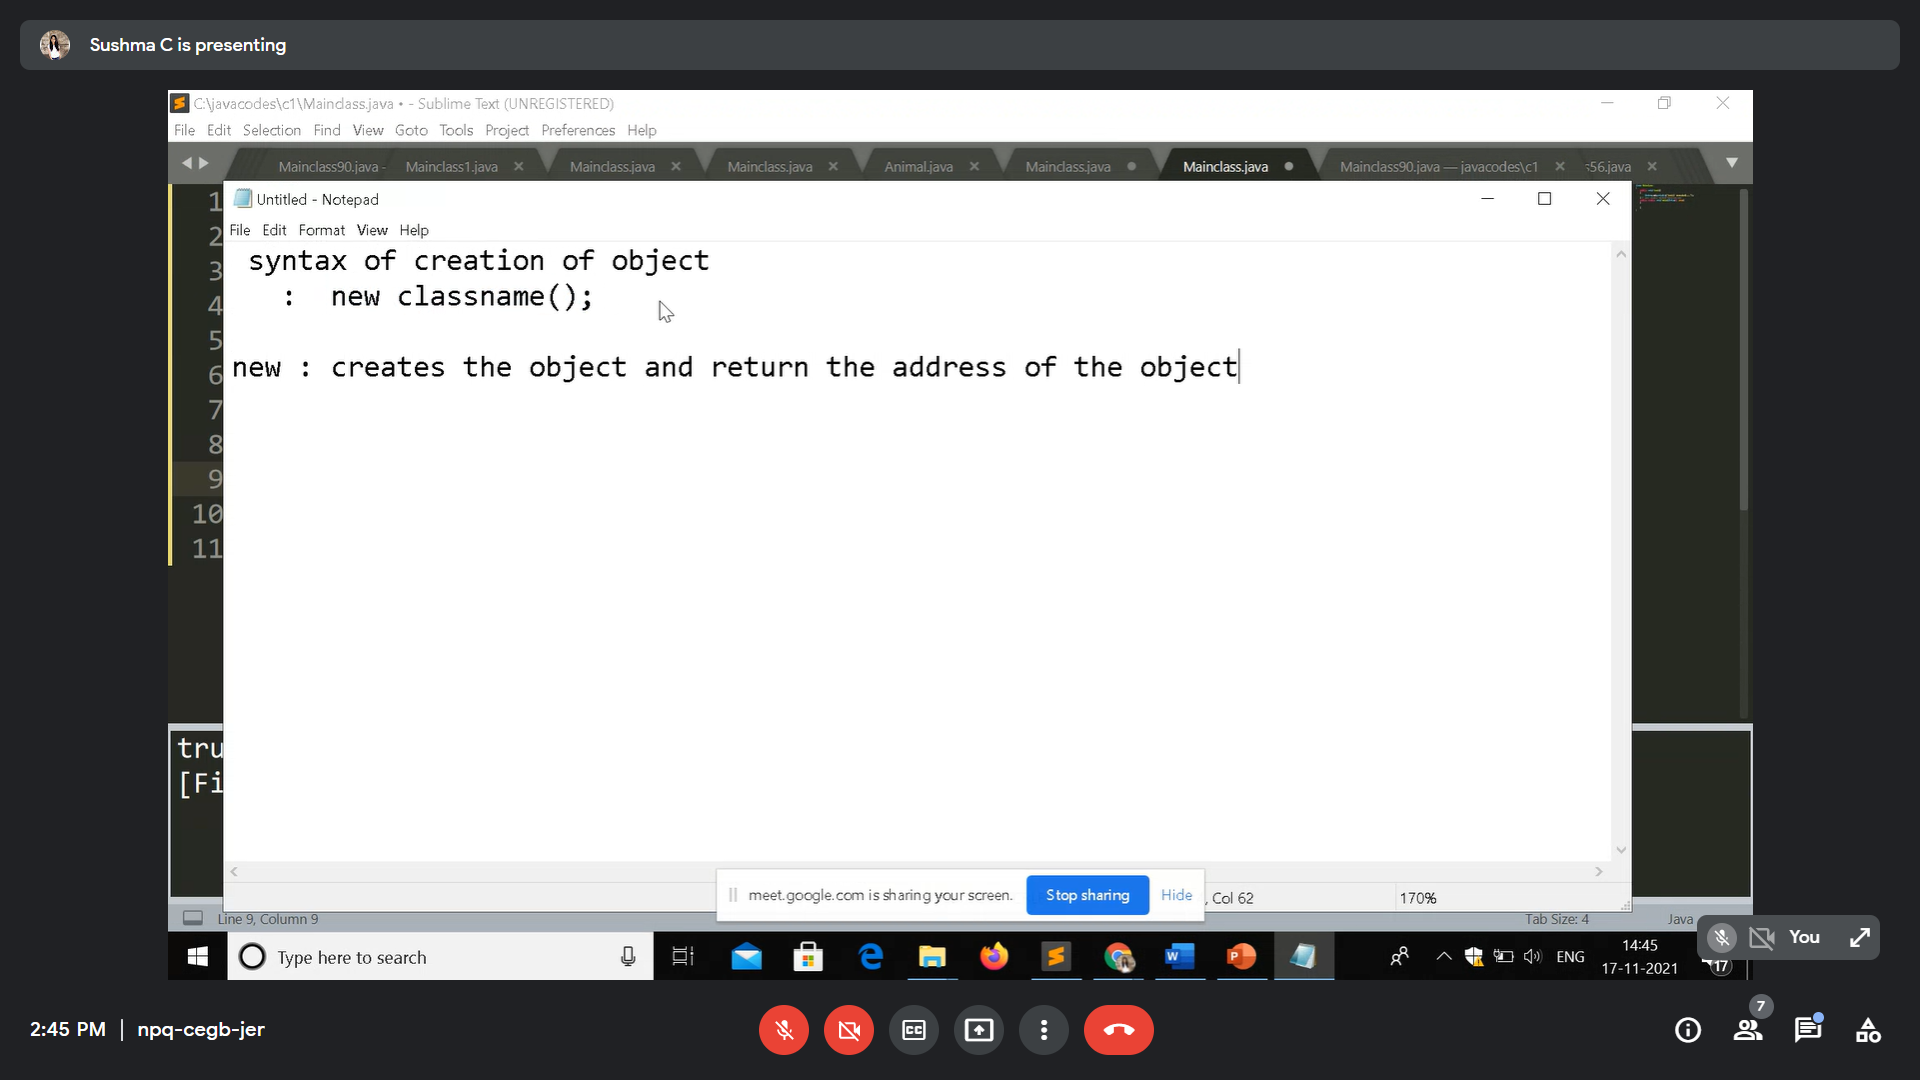 Sushma C is presenting
C:\javacodes\c1\Mainclass.java • - Sublime Text (UNREGISTERED)
File Edit Selection Find View Goto Tools Project Preferences Help
Mainclass90.java - Mainclass1.java Mainclass.java Mainclass.java Animal.java Mainclass.java Mainclass.java Mainclass90.java — javacodes\c1 :56.java
Untitled - Notepad
File Edit Format View Help
1
2
3
4
5
6
7
8
9
10
11
syntax of creation of object
: new classname();
new : creates the object and return the address of the object
tru
[Fi
meet.google.com is sharing your screen. Stop sharing Hide
, Col 62 170%
Line 9, Column 9 Tab Size: 4 Java
You
Type here to search
ENG
14:45
17-11-2021
17
2:45 PM | npq-cegb-jer
7